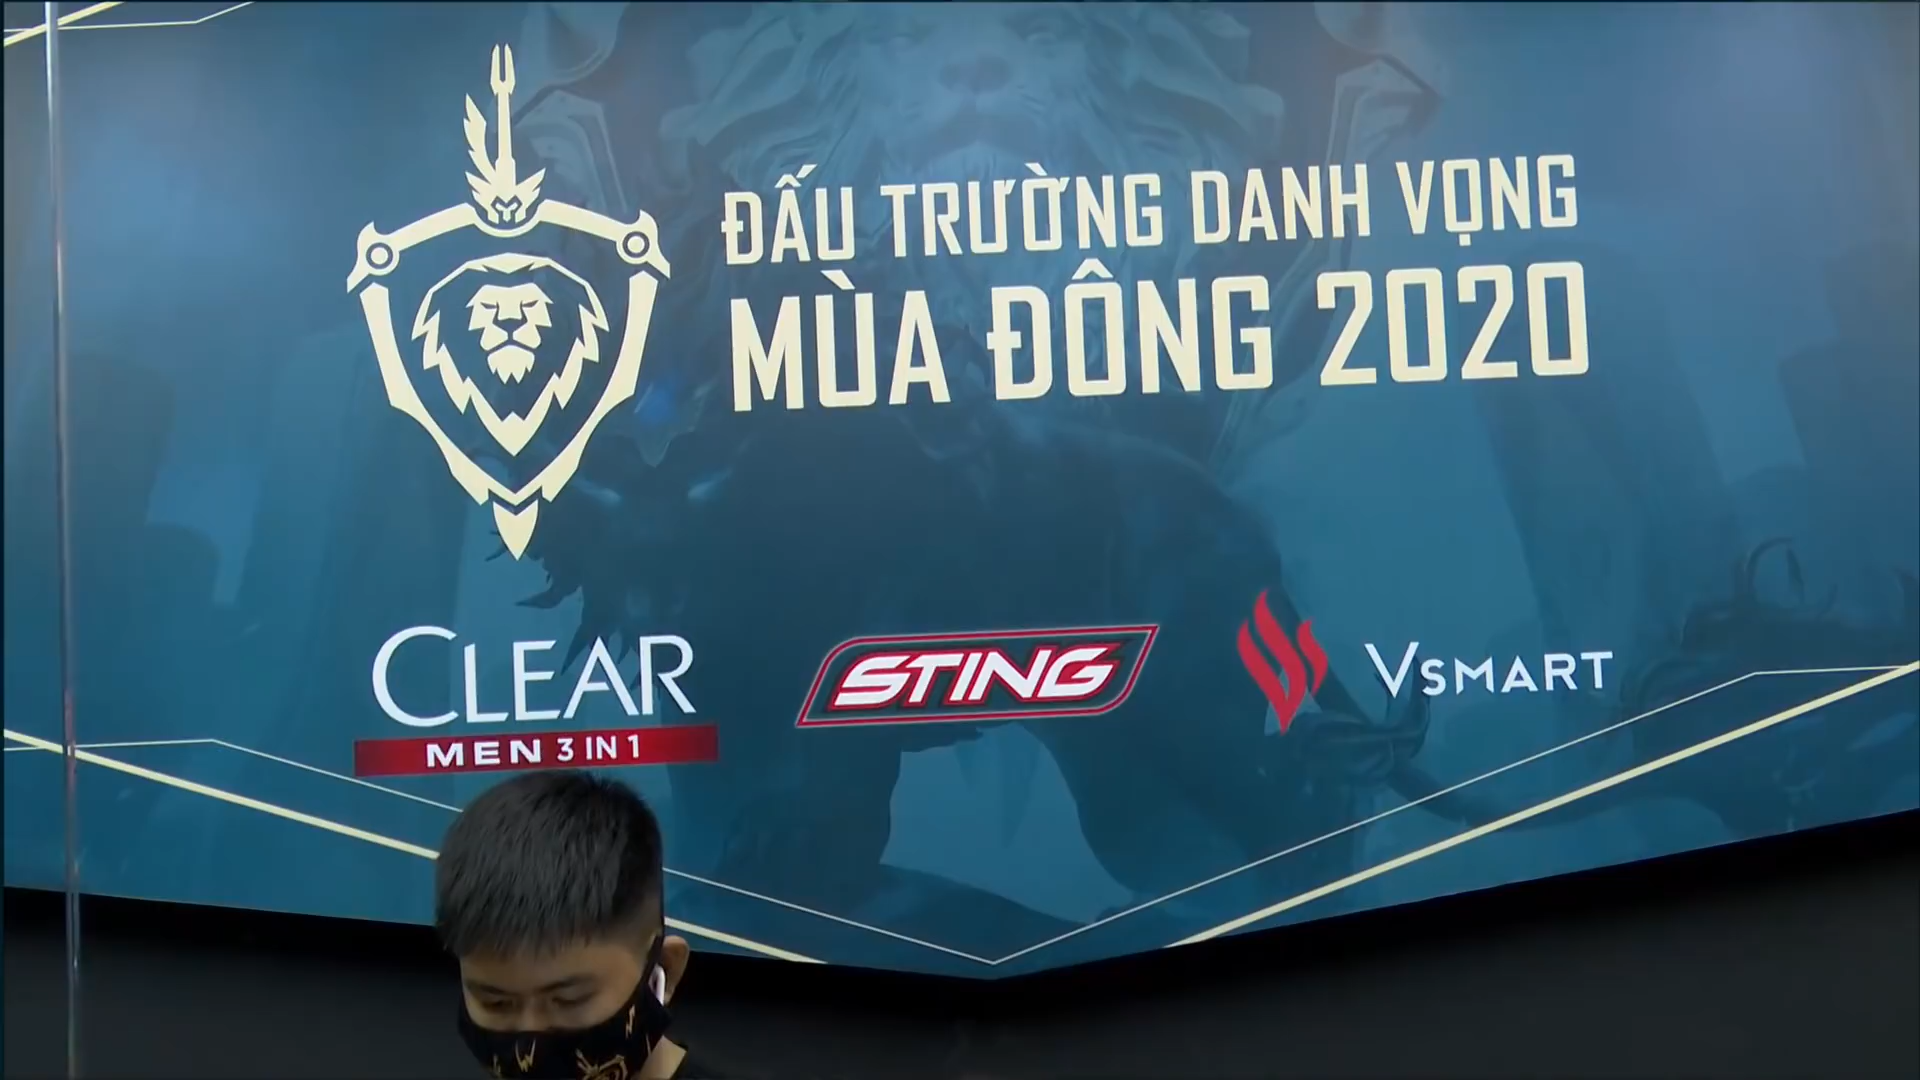 ĐẤU TRƯỜNG DANH VỌNG
MÙA ĐÔNG 2020
CLEAR
MEN 3 IN 1
STING
VSMART